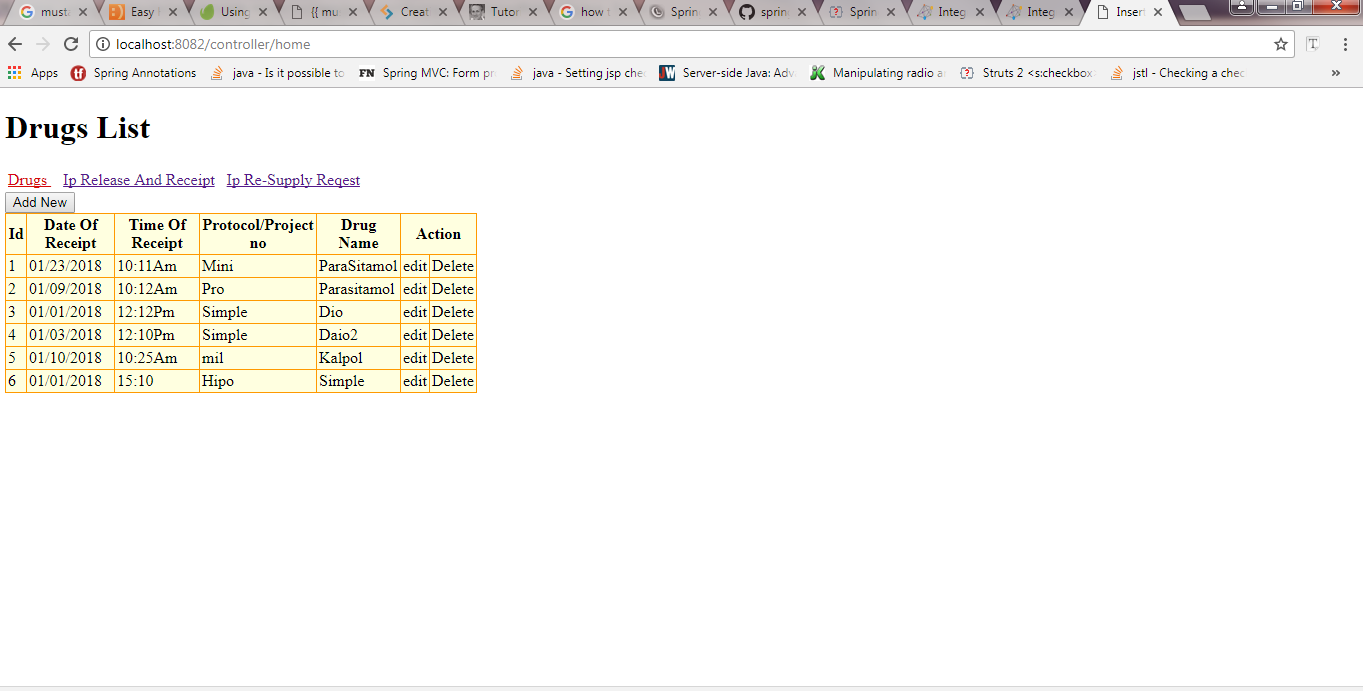 musta Easy Using {{ mu Creat Tutor how t Sprin sprin Sprin Integ Integ Insert
localhost:8082/controller/home
Apps Spring Annotations java - Is it possible to FN Spring MVC: Form pr java - Setting jsp chec Server-side Java: Adv Manipulating radio a Struts 2 <s:checkbox jstl - Checking a chec »
Drugs List
Drugs Ip Release And Receipt Ip Re-Supply Reqest
Add New
Id Date Of Receipt Time Of Receipt Protocol/Project no Drug Name Action
1 01/23/2018 10:11Am Mini ParaSitamol edit Delete
2 01/09/2018 10:12Am Pro Parasitamol edit Delete
3 01/01/2018 12:12Pm Simple Dio edit Delete
4 01/03/2018 12:10Pm Simple Daio2 edit Delete
5 01/10/2018 10:25Am mil Kalpol edit Delete
6 01/01/2018 15:10 Hipo Simple edit Delete